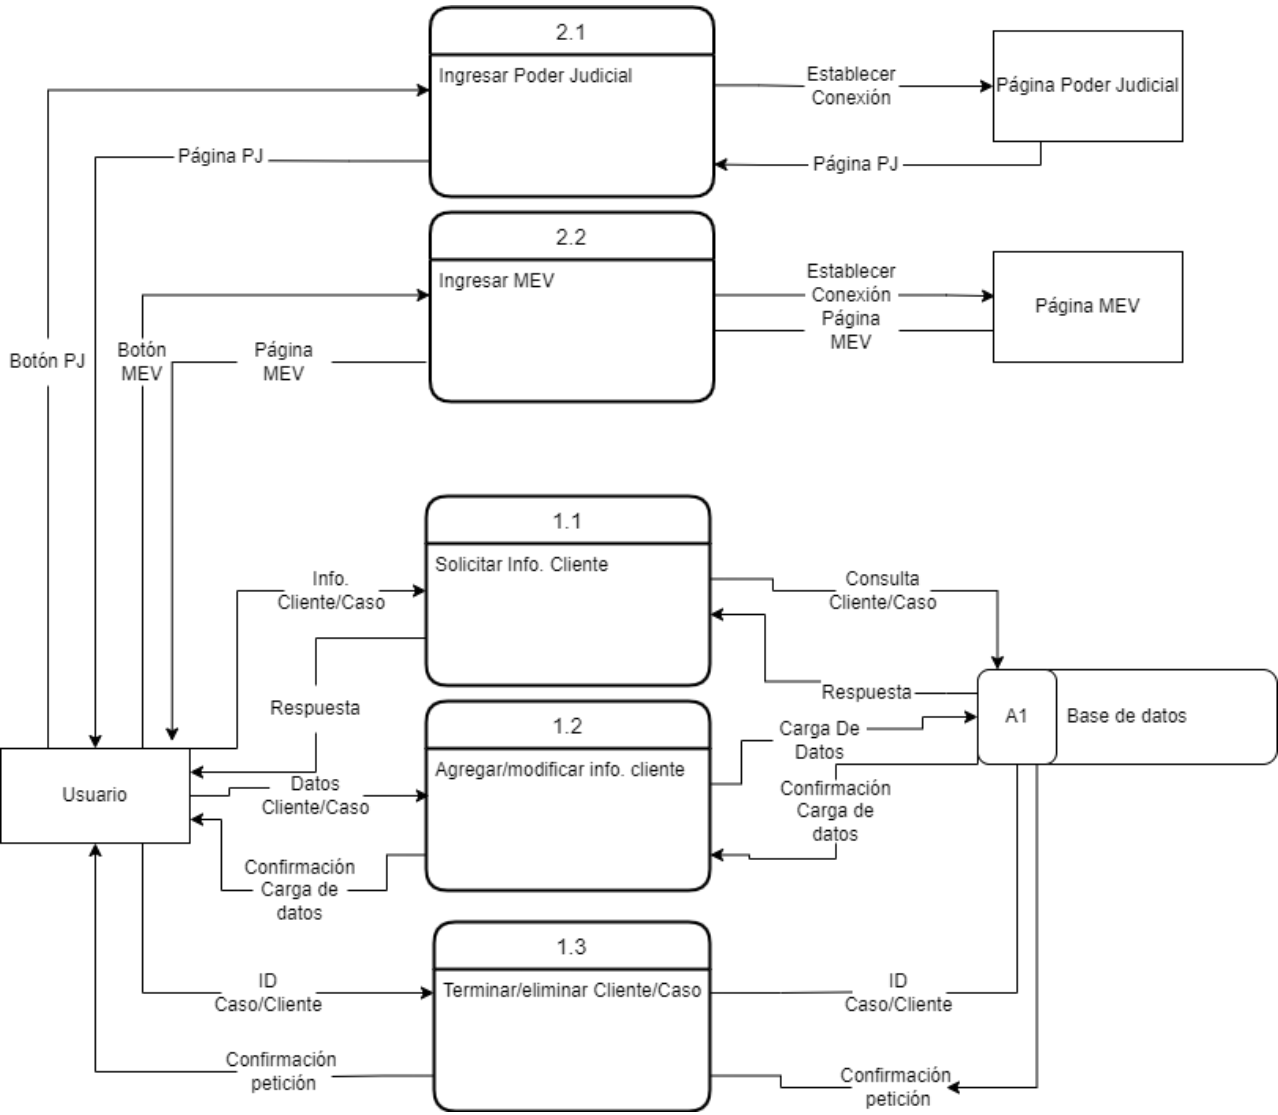 2.1
Ingresar Poder Judicial
Establecer
Conexión
Página Poder Judicial
Página PJ
Página PJ
2.2
Ingresar MEV
Establecer
Conexión
Página
MEV
Página MEV
Botón PJ
Botón
MEV
Página
MEV
1.1
Solicitar Info. Cliente
Info.
Cliente/Caso
Consulta
Cliente/Caso
Respuesta
Respuesta
1.2
Agregar/modificar info. cliente
Carga De
Datos
A1
Base de datos
Usuario
Datos
Cliente/Caso
Confirmación
Carga de
datos
Confirmación
Carga de
datos
1.3
Terminar/eliminar Cliente/Caso
ID
Caso/Cliente
ID
Caso/Cliente
Confirmación
petición
Confirmación
petición